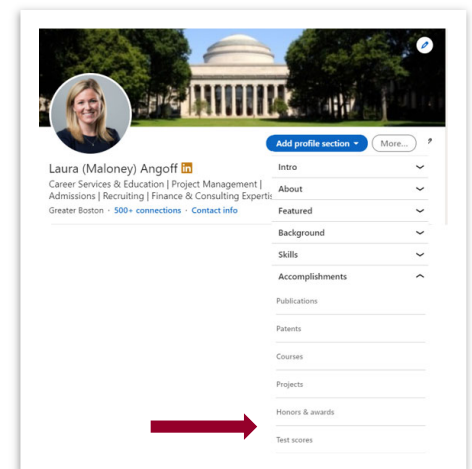 Add profile section
More...
Laura (Maloney) Angoff in
Career Services & Education | Project Management |
Admissions | Recruiting | Finance & Consulting Expertis
Greater Boston · 500+ connections · Contact info
Intro
About
Featured
Background
Skills
Accomplishments
Publications
Patents
Courses
Projects
Honors & awards
Test scores